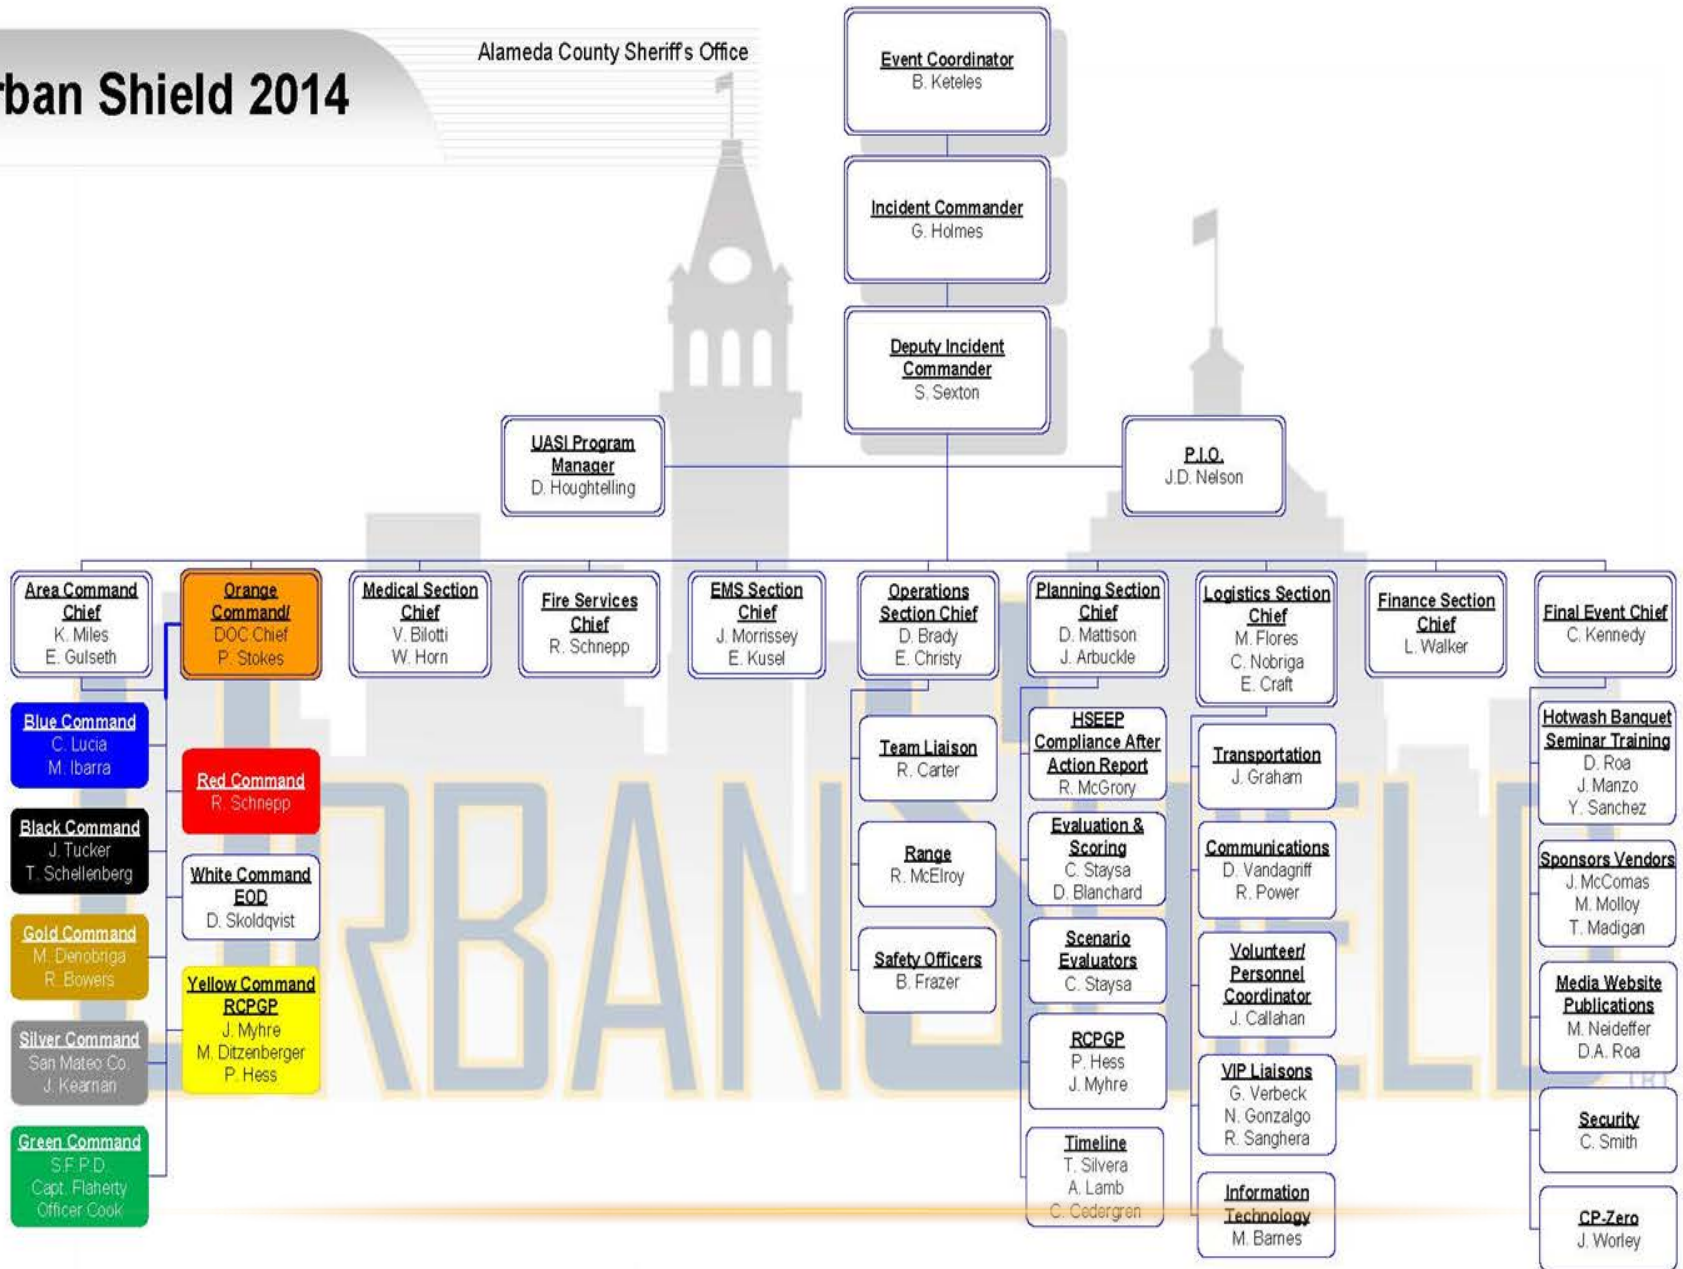 rban Shield 2014
Alameda County Sheriff's Office
Event Coordinator
B. Keteles
Incident Commander
G. Holmes
Deputy Incident
Commander
S. Sexton
UASI Program
Manager
D. Houghtelling
P.I.O.
J.D. Nelson
Area Command
Chief
K. Miles
E. Gulseth
Orange
Command/
DOC Chief
P. Stokes
Medical Section
Chief
V. Bilotti
W. Horn
Fire Services
Chief
R. Schnepp
EMS Section
Chief
J. Morrissey
E. Kusel
Operations
Section Chief
D. Brady
E. Christy
Planning Section
Chief
D. Mattison
J. Arbuckle
Logistics Section
Chief
M. Flores
C. Nobriga
E. Craft
Finance Section
Chief
L. Walker
Final Event Chief
C. Kennedy
Blue Command
C. Lucia
M. Ibarra
Black Command
J. Tucker
T. Schellenberg
Gold Command
M. Denobriga
R. Bowers
Silver Command
San Mateo Co.
J. Kearnan
Green Command
S.F.P.D.
Capt. Flaherty
Officer Cook
Red Command
R. Schnepp
White Command
EOD
D. Skoldqvist
Yellow Command
RCPGP
J. Myhre
M. Ditzenberger
P. Hess
Team Liaison
R. Carter
Range
R. McElroy
Safety Officers
B. Frazer
HSEEP
Compliance After
Action Report
R. McGrory
Evaluation &
Scoring
C. Staysa
D. Blanchard
Scenario
Evaluators
C. Staysa
RCPGP
P. Hess
J. Myhre
Timeline
T. Silvera
A. Lamb
C. Cedergren
Transportation
J. Graham
Communications
D. Vandagriff
R. Power
Volunteer/
Personnel
Coordinator
J. Callahan
VIP Liaisons
G. Verbeck
N. Gonzalgo
R. Sanghera
Information
Technology
M. Barnes
Hotwash Banquet
Seminar Training
D. Roa
J. Manzo
Y. Sanchez
Sponsors Vendors
J. McComas
M. Molloy
T. Madigan
Media Website
Publications
M. Neideffer
D.A. Roa
Security
C. Smith
CP-Zero
J. Worley
URBAN SHIELD
(R)